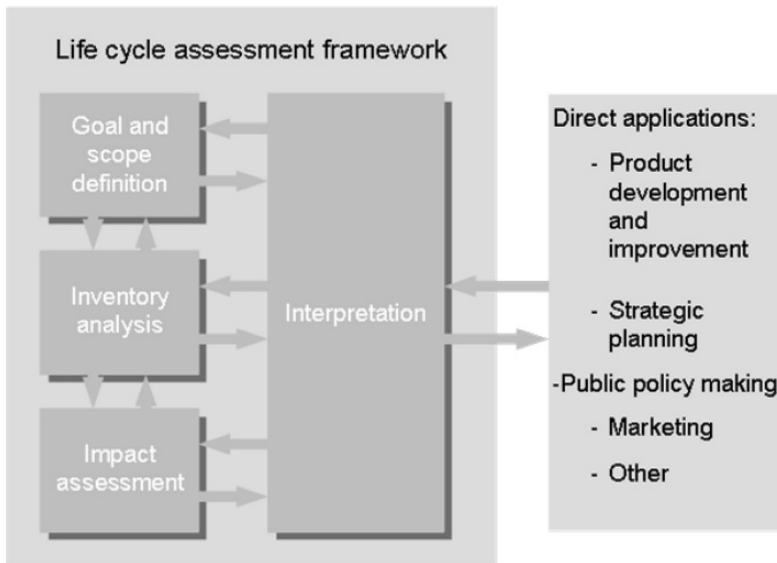 Life cycle assessment framework
Goal and
scope
definition
Inventory
analysis
Impact
assessment
Interpretation
Direct applications:
- Product
development
and
improvement
- Strategic
planning
-Public policy making
- Marketing
- Other